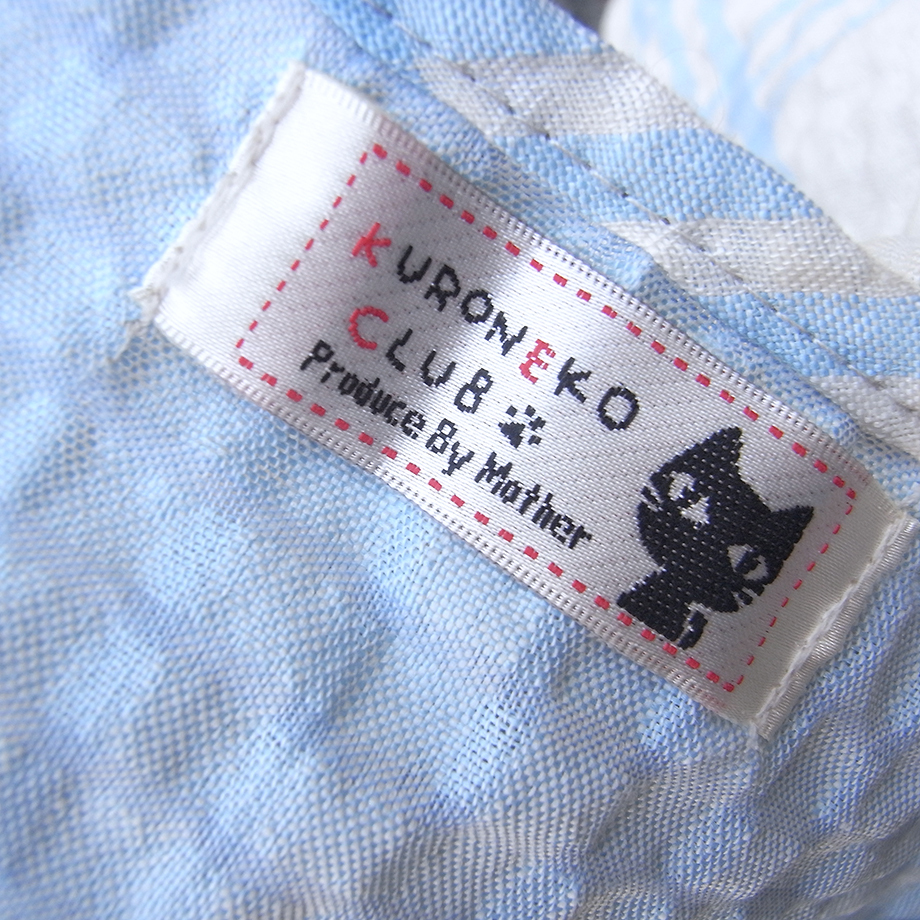 KURONEKO
CLUB
Produce By Mother